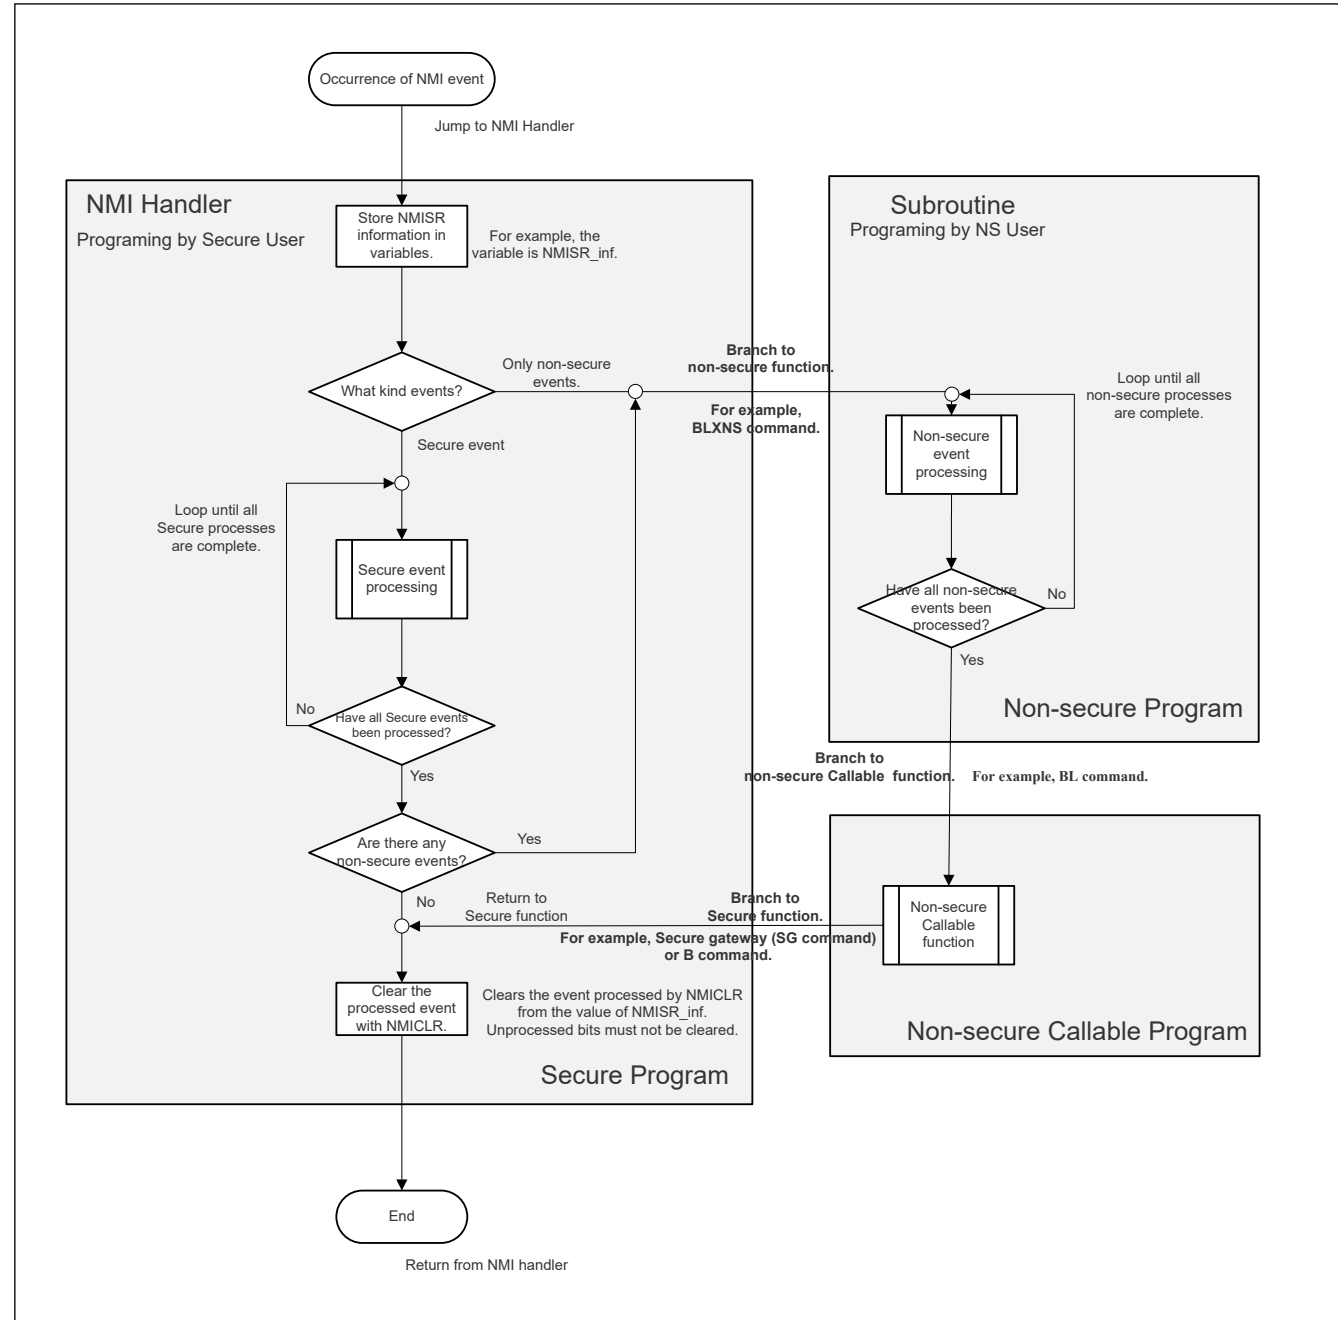 Occurrence of NMI event
Jump to NMI Handler
NMI Handler
Programing by Secure User
Store NMISR
information in
variables.
For example, the
variable is NMISR_inf.
What kind events?
Only non-secure
events.
Secure event
Loop until all
Secure processes
are complete.
Secure event
processing
No
Have all Secure events
been processed?
Yes
Are there any
non-secure events?
Yes
No
Return to
Secure function
Clear the
processed event
with NMICLR.
Clears the event processed by NMICLR
from the value of NMISR_inf.
Unprocessed bits must not be cleared.
Secure Program
End
Return from NMI handler
Branch to
non-secure function.
For example,
BLXNS command.
Subroutine
Programing by NS User
Loop until all
non-secure processes
are complete.
Non-secure
event
processing
Have all non-secure
events been
processed?
No
Yes
Non-secure Program
Branch to
non-secure Callable function.
For example, BL command.
Non-secure
Callable
function
Branch to
Secure function.
For example, Secure gateway (SG command)
or B command.
Non-secure Callable Program